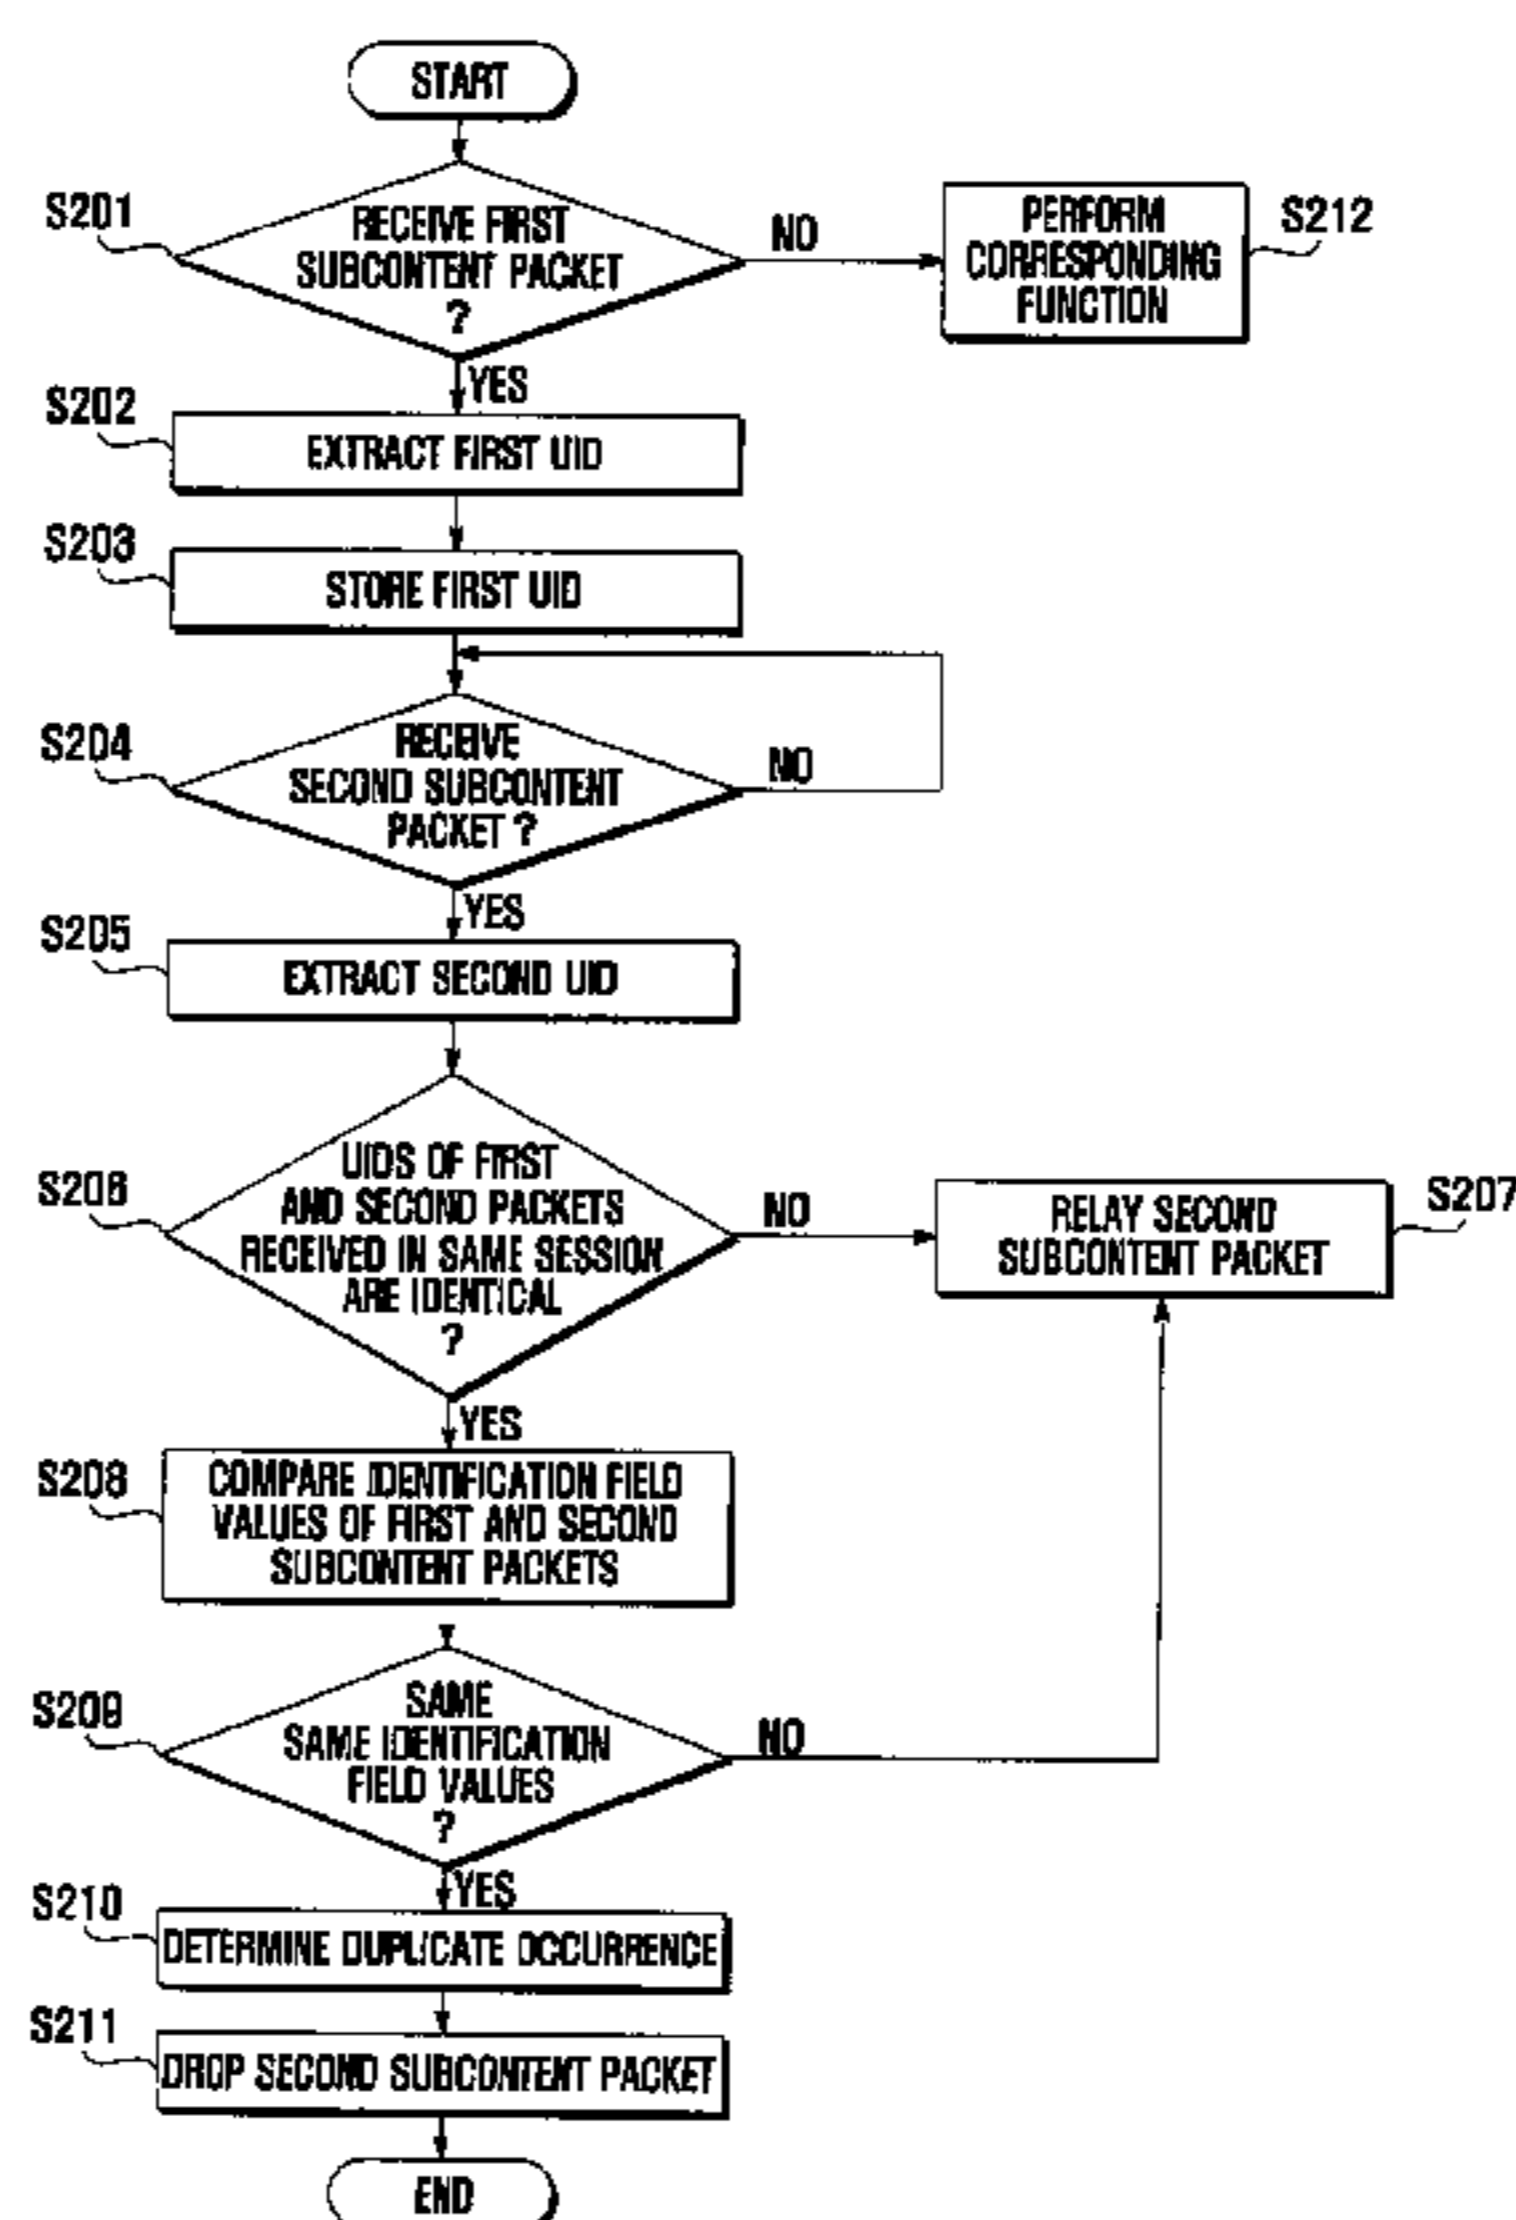 START
S201
RECEIVE FIRST
SUBCONTENT PACKET
?
NO
PERFORM
CORRESPONDING
FUNCTION
S212
YES
S202
EXTRACT FIRST UID
S203
STORE FIRST UID
S204
RECEIVE
SECOND SUBCONTENT
PACKET ?
NO
YES
S205
EXTRACT SECOND UID
S206
UIDS OF FIRST
AND SECOND PACKETS
RECEIVED IN SAME SESSION
ARE IDENTICAL
?
NO
RELAY SECOND
SUBCONTENT PACKET
S207
YES
S208
COMPARE IDENTIFICATION FIELD
VALUES OF FIRST AND SECOND
SUBCONTENT PACKETS
S209
SAME
SAME IDENTIFICATION
FIELD VALUES
?
NO
YES
S210
DETERMINE DUPLICATE OCCURRENCE
S211
DROP SECOND SUBCONTENT PACKET
END